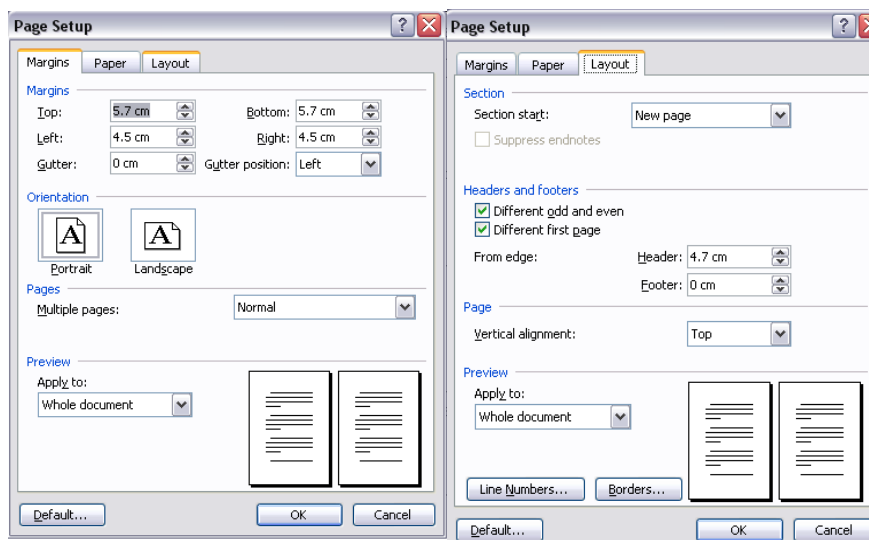 Page Setup
Margins Paper Layout
Margins
Top: 5.7 cm Bottom: 5.7 cm
Left: 4.5 cm Right: 4.5 cm
Gutter: 0 cm Gutter position: Left
Orientation
A A
Portrait Landscape
Pages
Multiple pages: Normal
Preview
Apply to:
Whole document
Default... OK Cancel
Page Setup
Margins Paper Layout
Section
Section start: New page
Suppress endnotes
Headers and footers
Different odd and even
Different first page
From edge: Header: 4.7 cm
Footer: 0 cm
Page
Vertical alignment: Top
Preview
Apply to:
Whole document
Line Numbers... Borders...
Default... OK Cancel